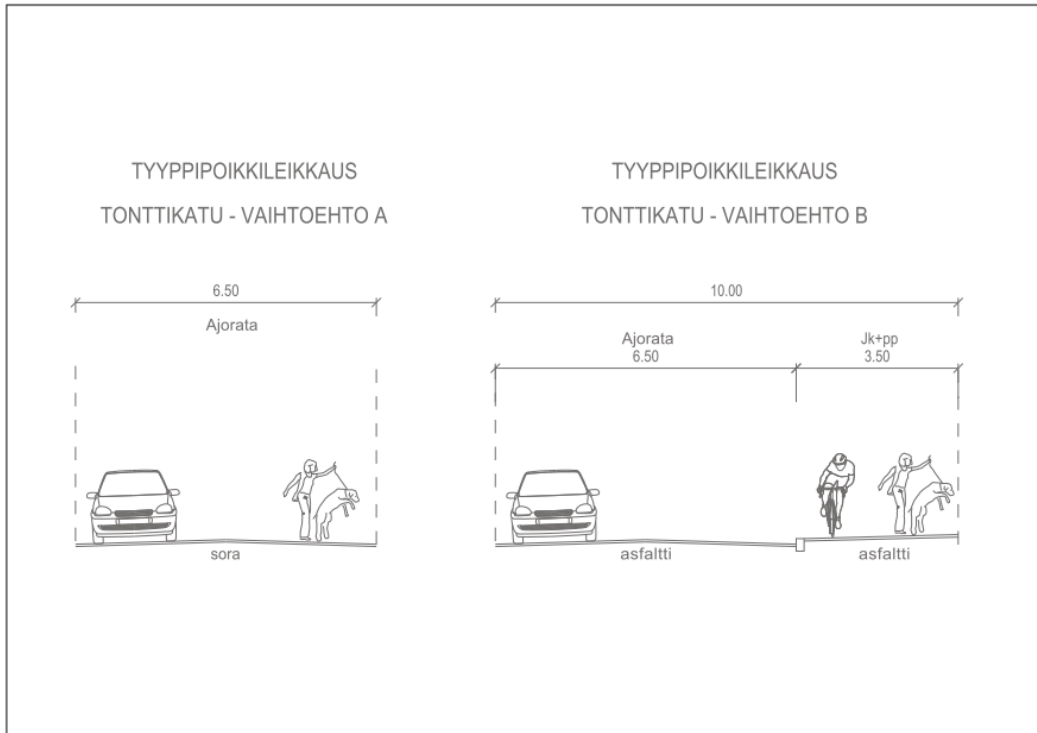 TYYPPIPOIKKILEIKKAUS
TONTTIKATU - VAIHTOEHTO A
6.50
Ajorata
sora
TYYPPIPOIKKILEIKKAUS
TONTTIKATU - VAIHTOEHTO B
10.00
Ajorata
6.50
Jk+pp
3.50
asfaltti
asfaltti